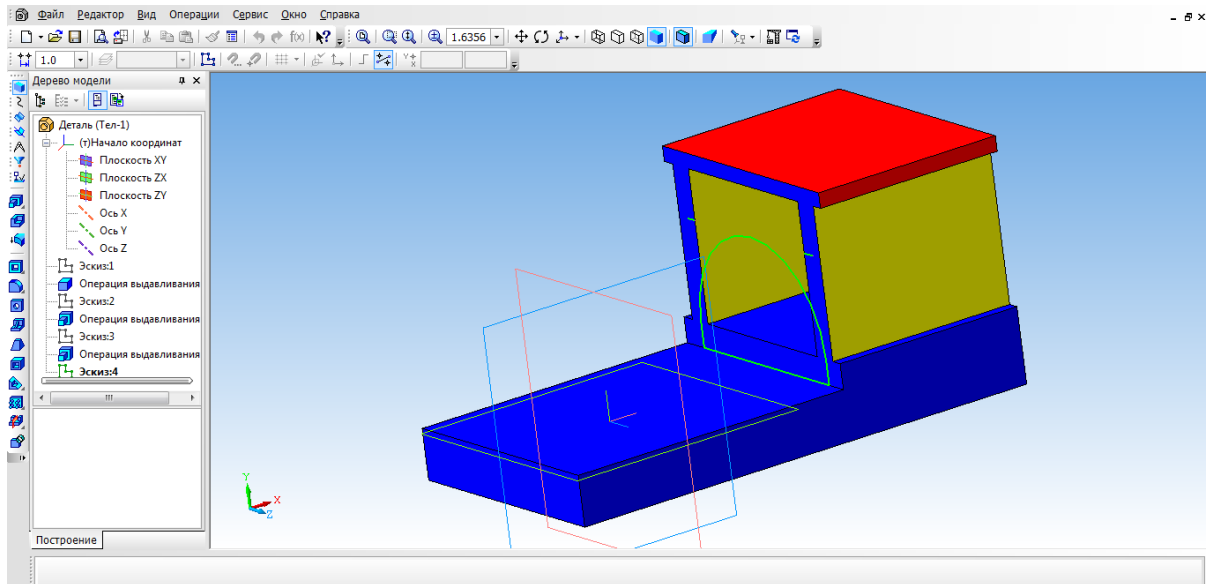 Файл Редактор Вид Операции Сервис Окно Справка
1.6356
1.0
Дерево модели
Деталь (Тел-1)
(т)Начало координат
Плоскость XY
Плоскость ZX
Плоскость ZY
Ось X
Ось Y
Ось Z
Эскиз:1
Операция выдавливания
Эскиз:2
Операция выдавливания
Эскиз:3
Операция выдавливания
Эскиз:4
Построение
Y
X
Z